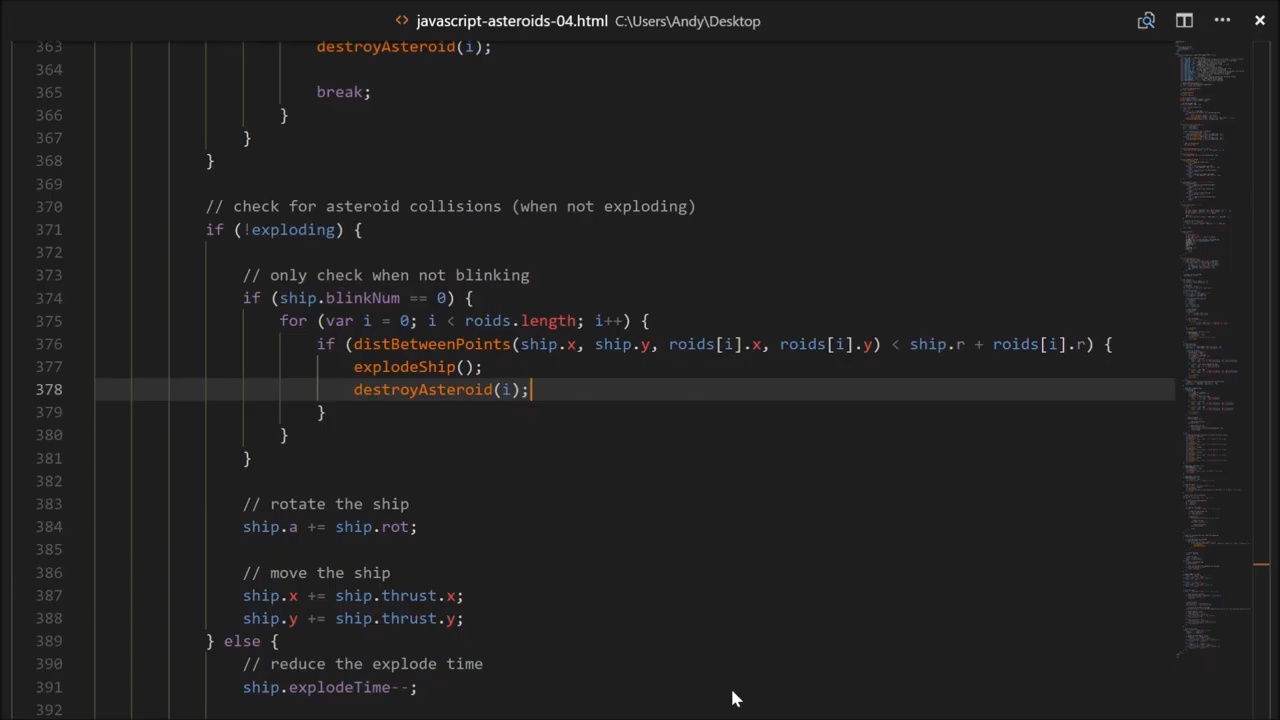 javascript-asteroids-04.html C:\Users\Andy\Desktop
363 destroyAsteroid(i);
364
365 break;
366 }
367 }
368 }
369
370 // check for asteroid collisions (when not exploding)
371 if (!exploding) {
372
373 // only check when not blinking
374 if (ship.blinkNum == 0) {
375 for (var i = 0; i < roids.length; i++) {
376 if (distBetweenPoints(ship.x, ship.y, roids[i].x, roids[i].y) < ship.r + roids[i].r) {
377 explodeShip();
378 destroyAsteroid(i);
379 }
380 }
381 }
382
383 // rotate the ship
384 ship.a += ship.rot;
385
386 // move the ship
387 ship.x += ship.thrust.x;
388 ship.y += ship.thrust.y;
389 } else {
390 // reduce the explode time
391 ship.explodeTime--;
392